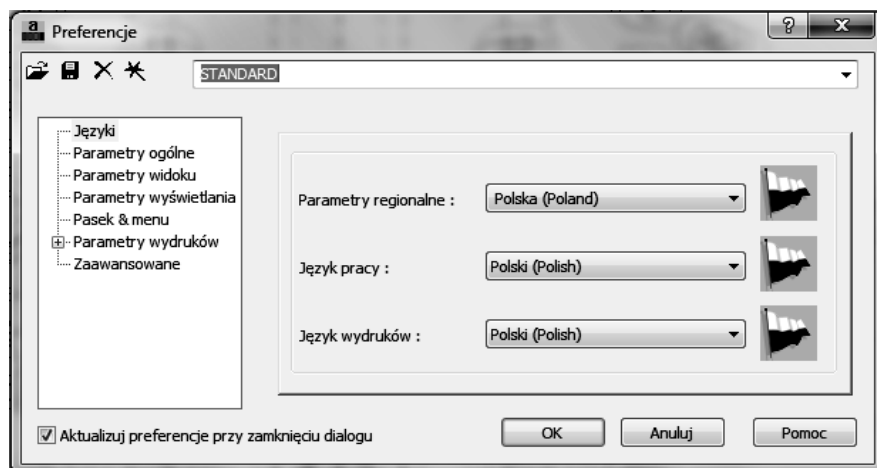 Preferencje
STANDARD
Języki
Parametry ogólne
Parametry widoku
Parametry wyświetlania
Pasek & menu
Parametry wydruków
Zaawansowane
Parametry regionalne :
Polska (Poland)
Język pracy :
Polski (Polish)
Język wydruków :
Polski (Polish)
Aktualizuj preferencje przy zamknięciu dialogu
OK
Anuluj
Pomoc